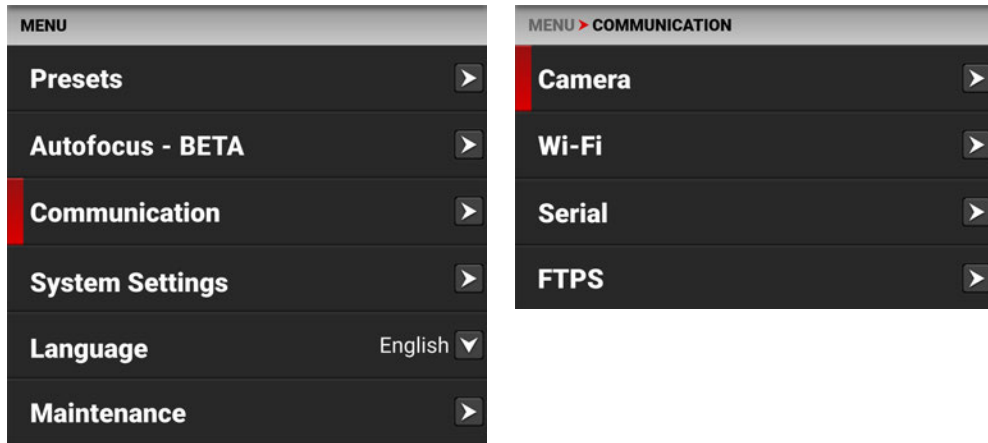 MENU
Presets
Autofocus - BETA
Communication
System Settings
Language English
Maintenance
MENU > COMMUNICATION
Camera
Wi-Fi
Serial
FTPS